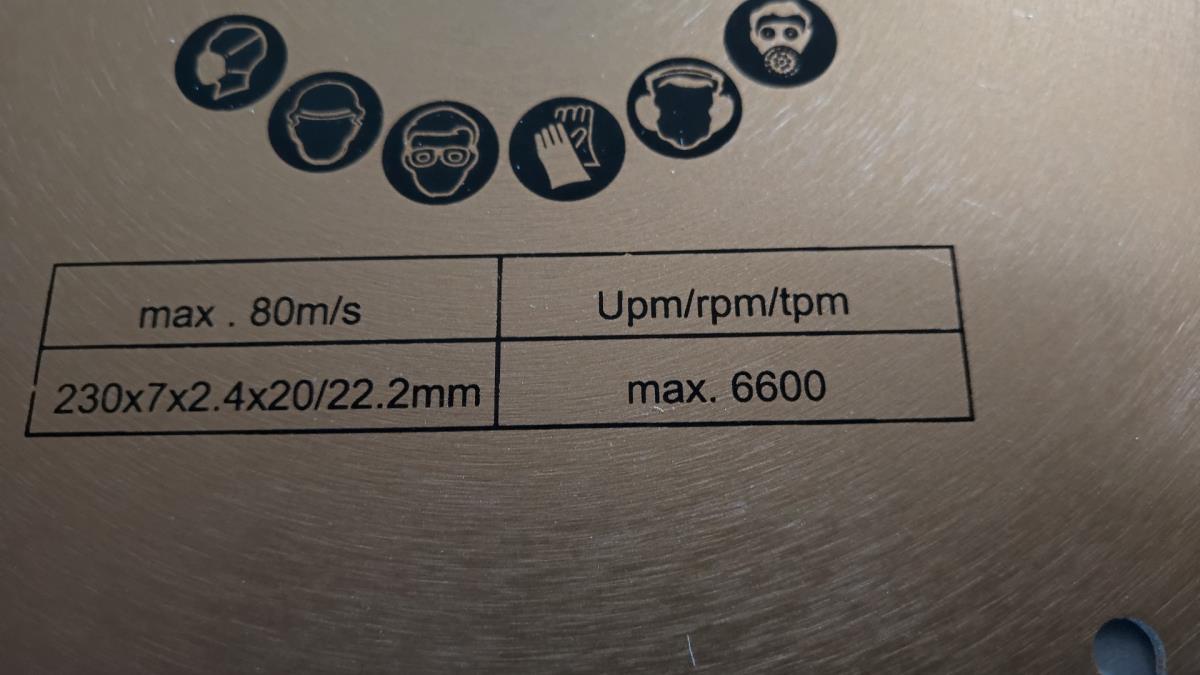 max . 80m/s
Upm/rpm/tpm
230x7x2.4x20/22.2mm
max. 6600